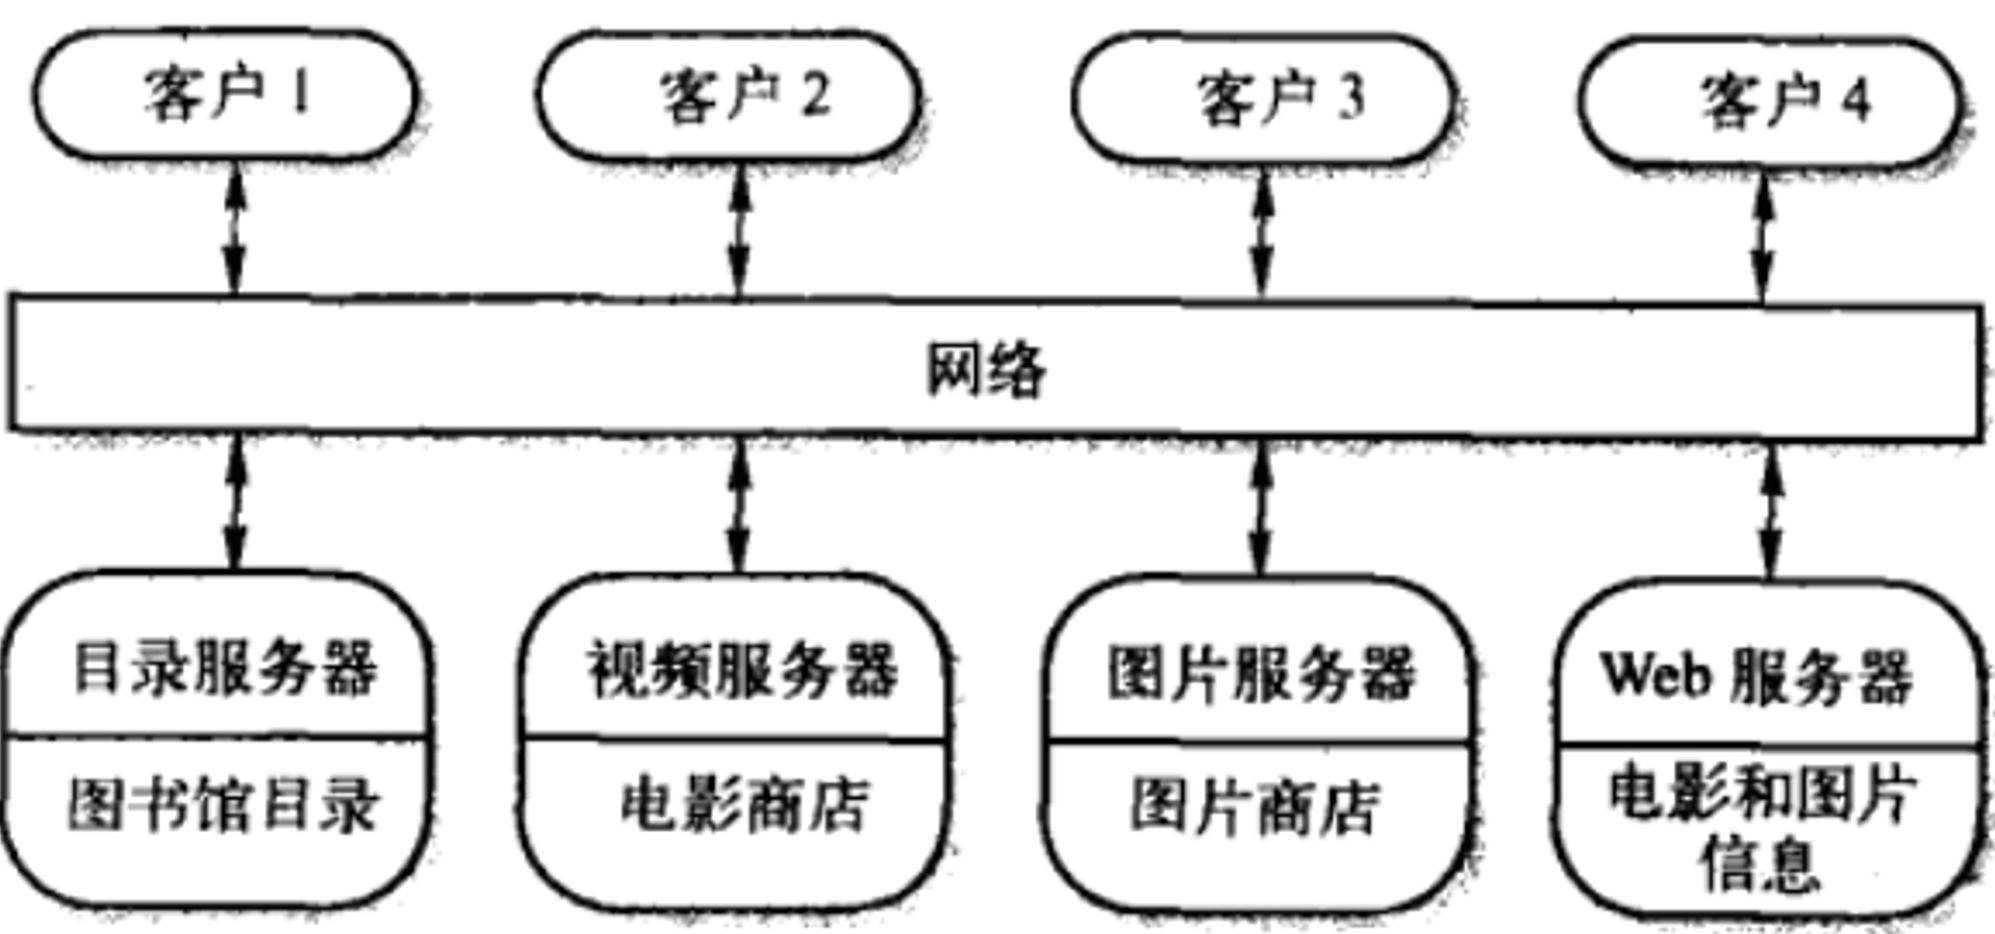 客户 1
客户 2
客户 3
客户 4
网络
目录服务器
图书馆目录
视频服务器
电影商店
图片服务器
图片商店
Web 服务器
电影和图片
信息